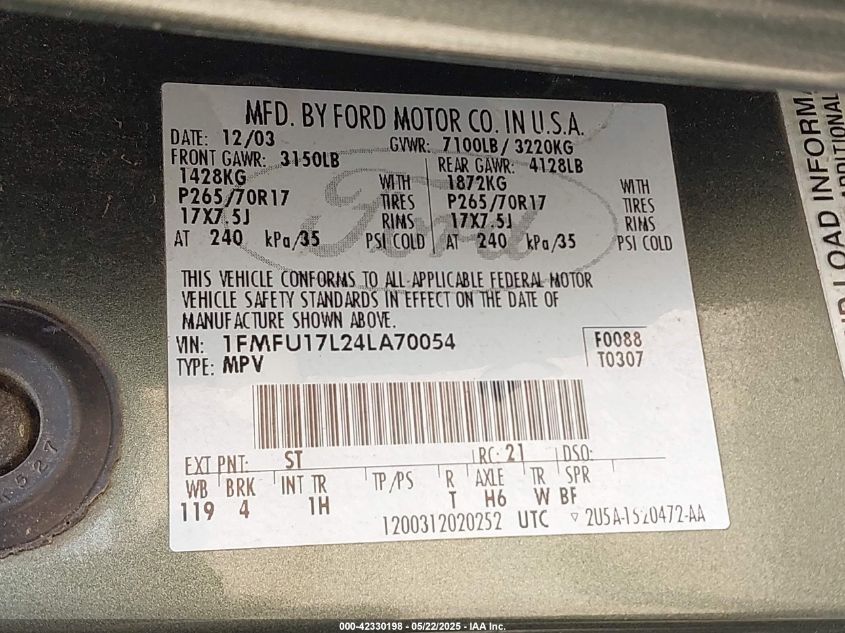 MFD. BY FORD MOTOR CO. IN U.S.A.
DATE: 12/03 GVWR: 7100LB/ 3220KG
FRONT GAWR: 3150LB REAR GAWR: 4128LB
1428KG WITH 1872KG WITH
P265/70R17 TIRES P265/70R17 TIRES
17X7.5J RIMS 17X7.5J RIMS
AT 240 kPa/35 PSI COLD AT 240 kPa/35 PSI COLD
Ford
THIS VEHICLE CONFORMS TO ALL APPLICABLE FEDERAL MOTOR
VEHICLE SAFETY STANDARDS IN EFFECT ON THE DATE OF
MANUFACTURE SHOWN ABOVE.
VIN: 1FMFU17L24LA70054 F0088
TYPE: MPV T0307
EXT PNT: ST RC: 21 DSO:
WB BRK INT TR TP/PS R AXLE TR SPR
119 4 1H T H6 W BF
1200312020252 UTC ▽ 2U5A-1520472-AA
LOAD INFORMA
ADDITIONAL
527
000-42330198 - 05/22/2025 - IAA Inc.